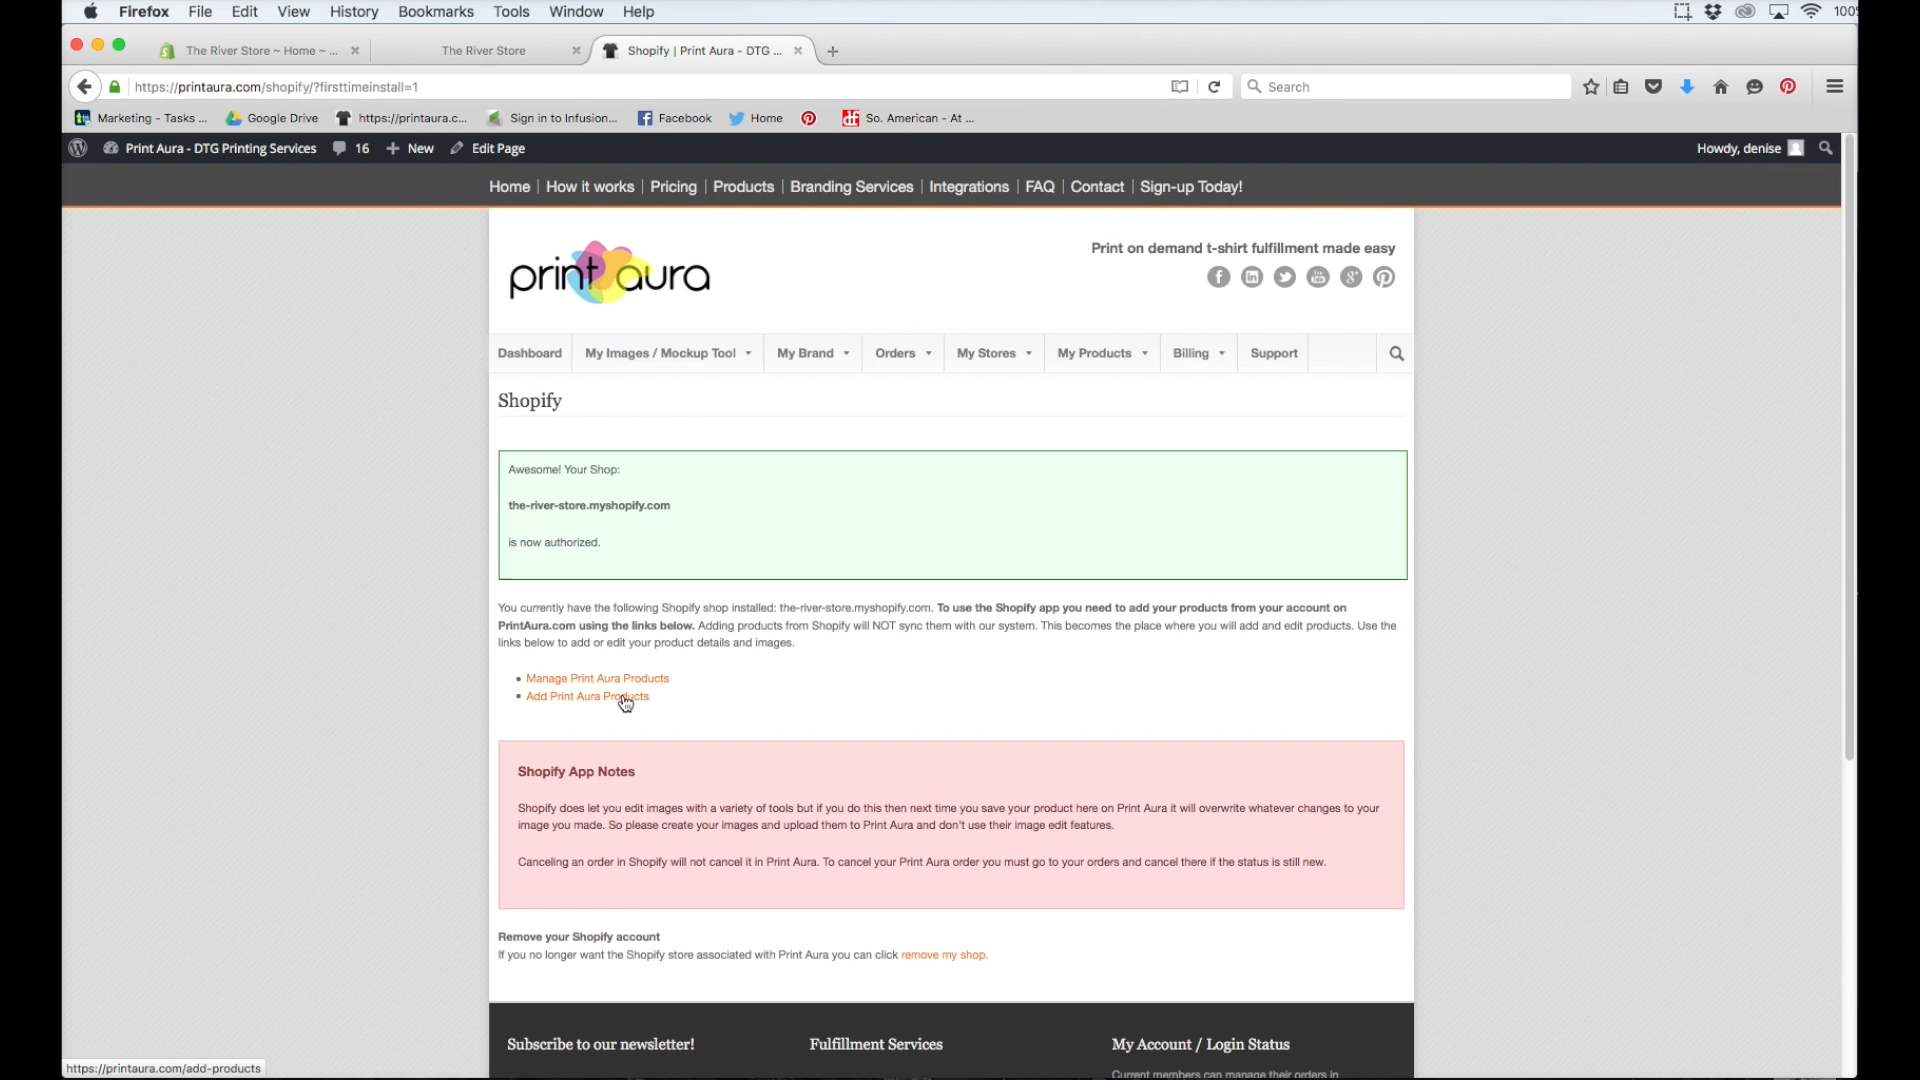 Firefox File Edit View History Bookmarks Tools Window Help
The River Store ~ Home ~ ... The River Store Shopify | Print Aura - DTG ...
https://printaura.com/shopify/?firsttimeinstall=1 Search
Marketing - Tasks ... Google Drive https://printaura.c... Sign in to Infusion... Facebook Home So. American - At ...
Print Aura - DTG Printing Services 16 New Edit Page Howdy, denise
Home How it works Pricing Products Branding Services Integrations FAQ Contact Sign-up Today!
Print on demand t-shirt fulfillment made easy
print aura
Dashboard My Images / Mockup Tool My Brand Orders My Stores My Products Billing Support
Shopify
Awesome! Your Shop:
the-river-store.myshopify.com
is now authorized.
You currently have the following Shopify shop installed: the-river-store.myshopify.com. To use the Shopify app you need to add your products from your account on
PrintAura.com using the links below. Adding products from Shopify will NOT sync them with our system. This becomes the place where you will add and edit products. Use the
links below to add or edit your product details and images.
Manage Print Aura Products
Add Print Aura Products
Shopify App Notes
Shopify does let you edit images with a variety of tools but if you do this then next time you save your product here on Print Aura it will overwrite whatever changes to your
image you made. So please create your images and upload them to Print Aura and don't use their image edit features.
Canceling an order in Shopify will not cancel it in Print Aura. To cancel your Print Aura order you must go to your orders and cancel there if the status is still new.
Remove your Shopify account
If you no longer want the Shopify store associated with Print Aura you can click remove my shop.
Subscribe to our newsletter! Fulfillment Services My Account / Login Status
Current members can manage their orders in
https://printaura.com/add-products